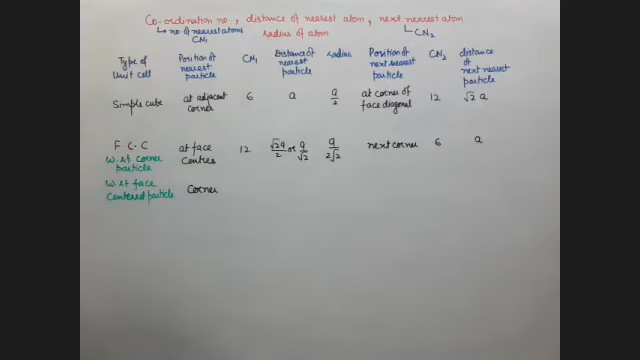 Co-ordination no, distance of nearest atom, next nearest atom
↳ no of nearest atoms
CN₁
radius of atom
↳ CN₂
Type of Unit cell
Position of nearest particle
CN₁
Distance of nearest particle
radius
Position of next nearest particle
CN₂
distance of next nearest particle
Simple cube
at adjacent corner
6
a
a/2
at corner of face diagonal
12
√2 a
F C.C
w.r.t corner particle
at face centres
12
√2a/2 or a/√2
a/2√2
next corner
6
a
w.r.t face centered particle
corner